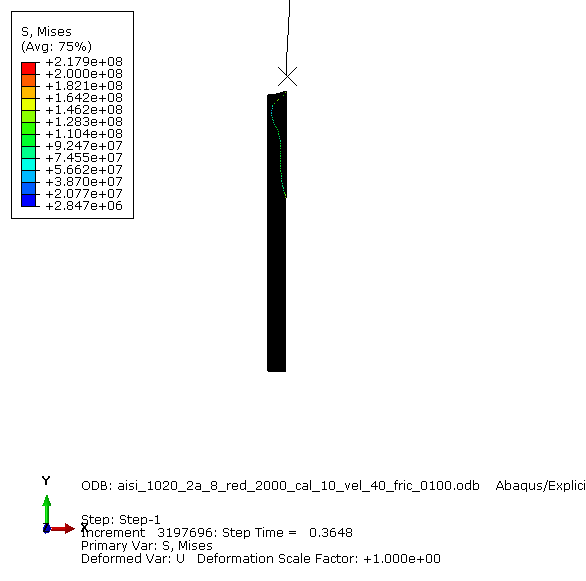 S, Mises
(Avg: 75%)
+2.179e+08
+2.000e+08
+1.821e+08
+1.642e+08
+1.462e+08
+1.283e+08
+1.104e+08
+9.247e+07
+7.455e+07
+5.662e+07
+3.870e+07
+2.077e+07
+2.847e+06
Y
ODB: aisi_1020_2a_8_red_2000_cal_10_vel_40_fric_0100.odb Abaqus/Explici
Step: Step-1
X
Increment 3197696: Step Time = 0.3648
Primary Var: S, Mises
Deformed Var: U Deformation Scale Factor: +1.000e+00